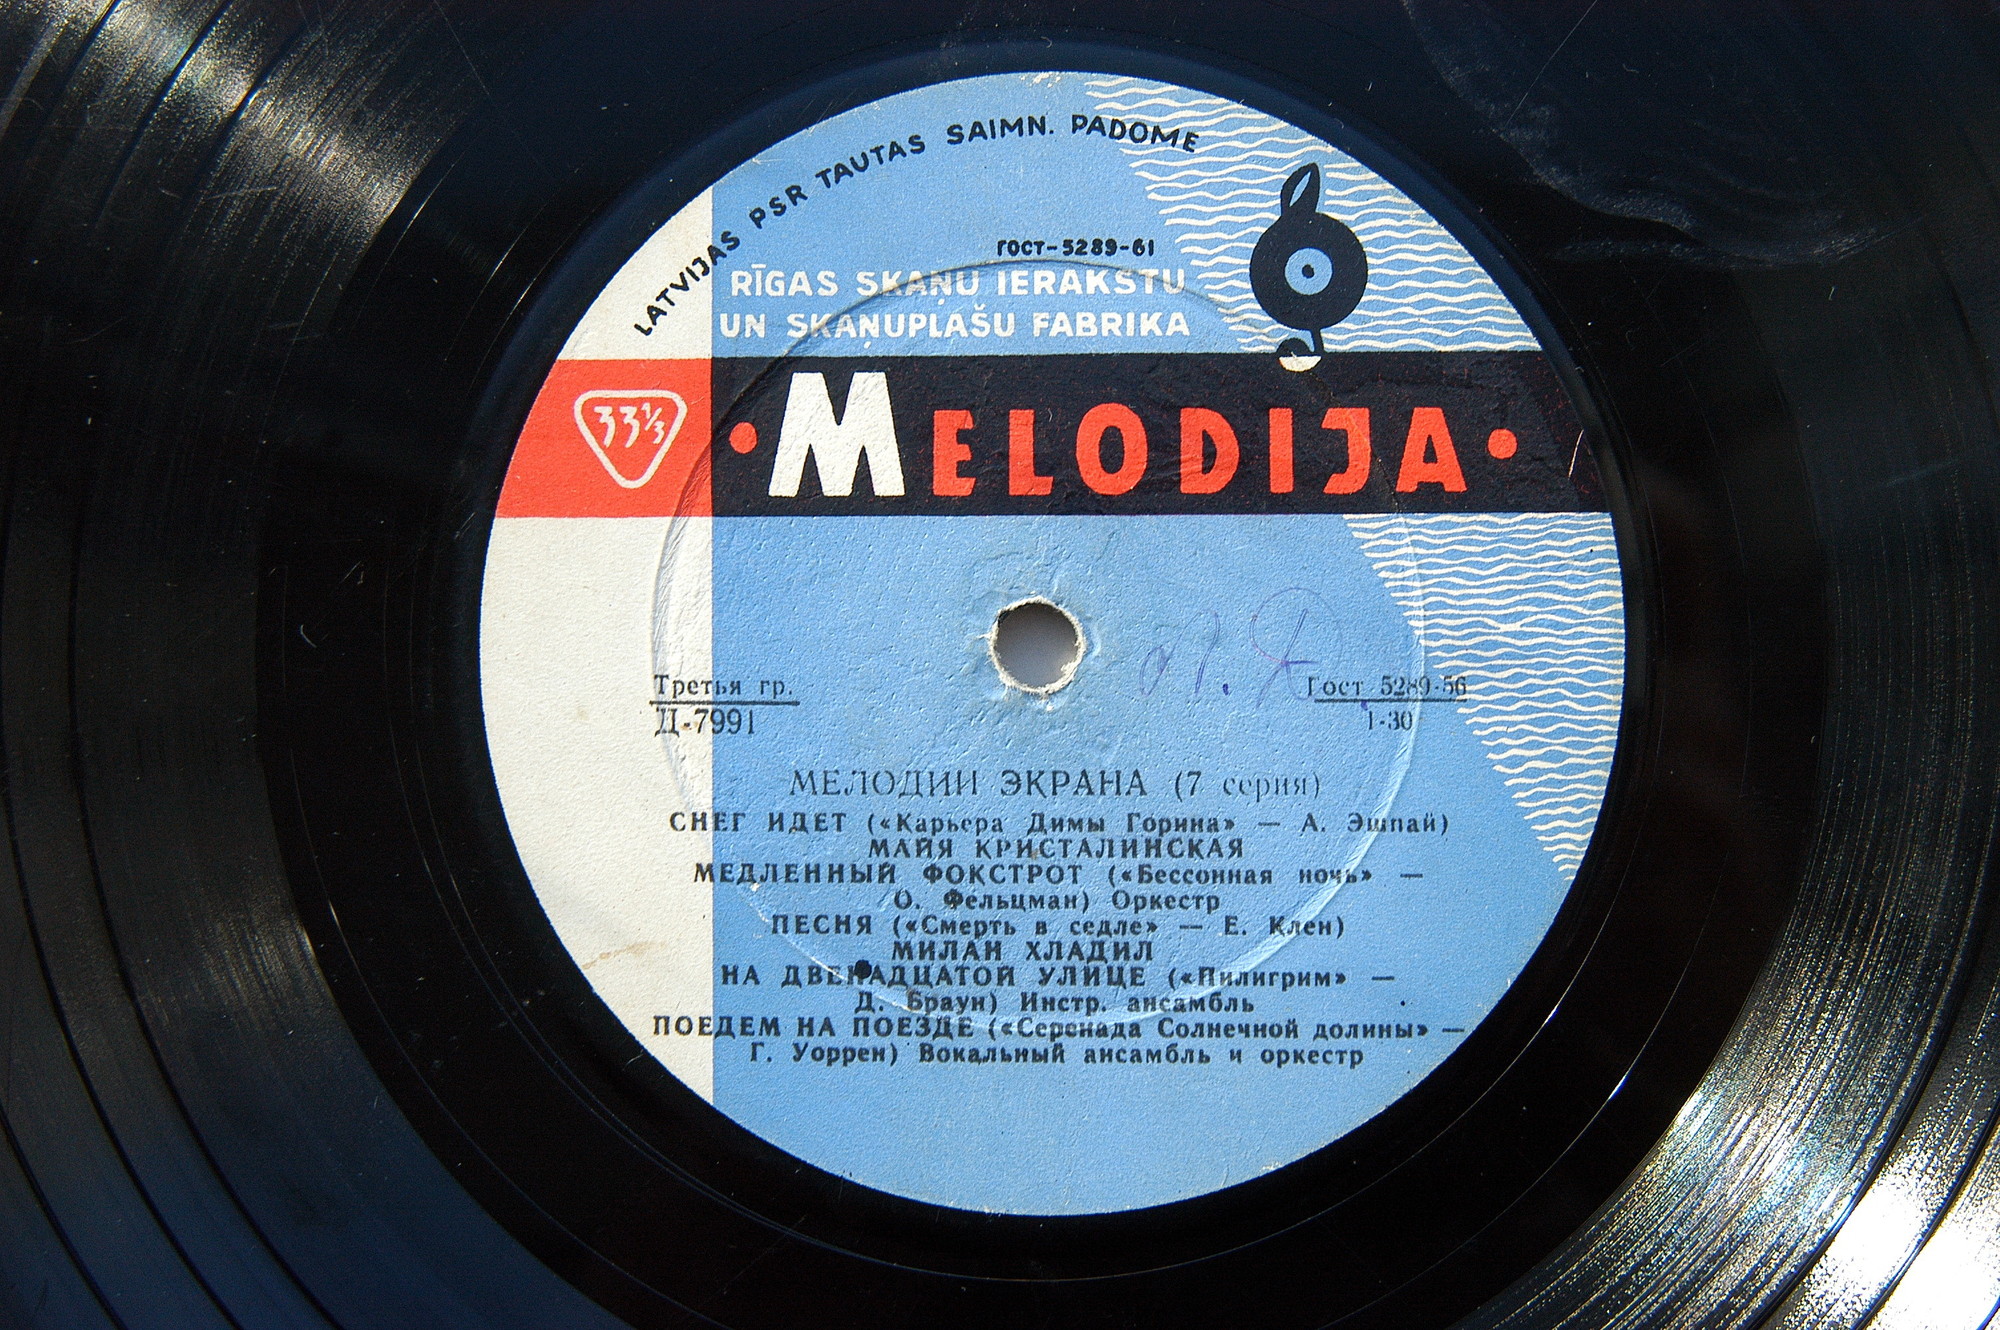 LATVIJAS PSR TAUTAS SAIMN. PADOME
ГОСТ-5289-61
RĪGAS SKAŅU IERAKSTU
UN SKAŅUPLAŠU FABRIKA
33⅓
• MELODIJA •
Третья гр.
Д-7991
Гост 5289-56
1-30
МЕЛОДИИ ЭКРАНА (7 серия)
СНЕГ ИДЕТ («Карьера Димы Горина» — А. Эшпай)
МАЙЯ КРИСТАЛИНСКАЯ
МЕДЛЕННЫЙ ФОКСТРОТ («Бессонная ночь» —
О. Фельцман) Оркестр
ПЕСНЯ («Смерть в седле» — Е. Клен)
МИЛАН ХЛАДИЛ
НА ДВЕНАДЦАТОЙ УЛИЦЕ («Пилигрим» —
Д. Браун) Инстр. ансамбль
ПОЕДЕМ НА ПОЕЗДЕ («Серенада Солнечной долины» —
Г. Уоррен) Вокальный ансамбль и оркестр